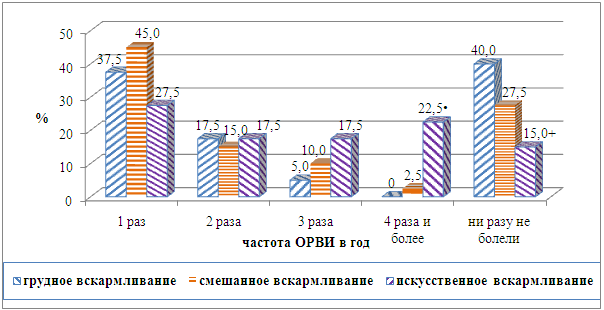 50
40
30
20
10
0
%
37,5
45,0
27,5
17,5
15,0
17,5
5,0
10,0
17,5
0
2,5
22,5•
40,0
27,5
15,0+
1 раз
2 раза
3 раза
4 раза и
более
ни разу не
болели
частота ОРВИ в год
грудное вскармливание
смешанное вскармливание
искусственное вскармливание